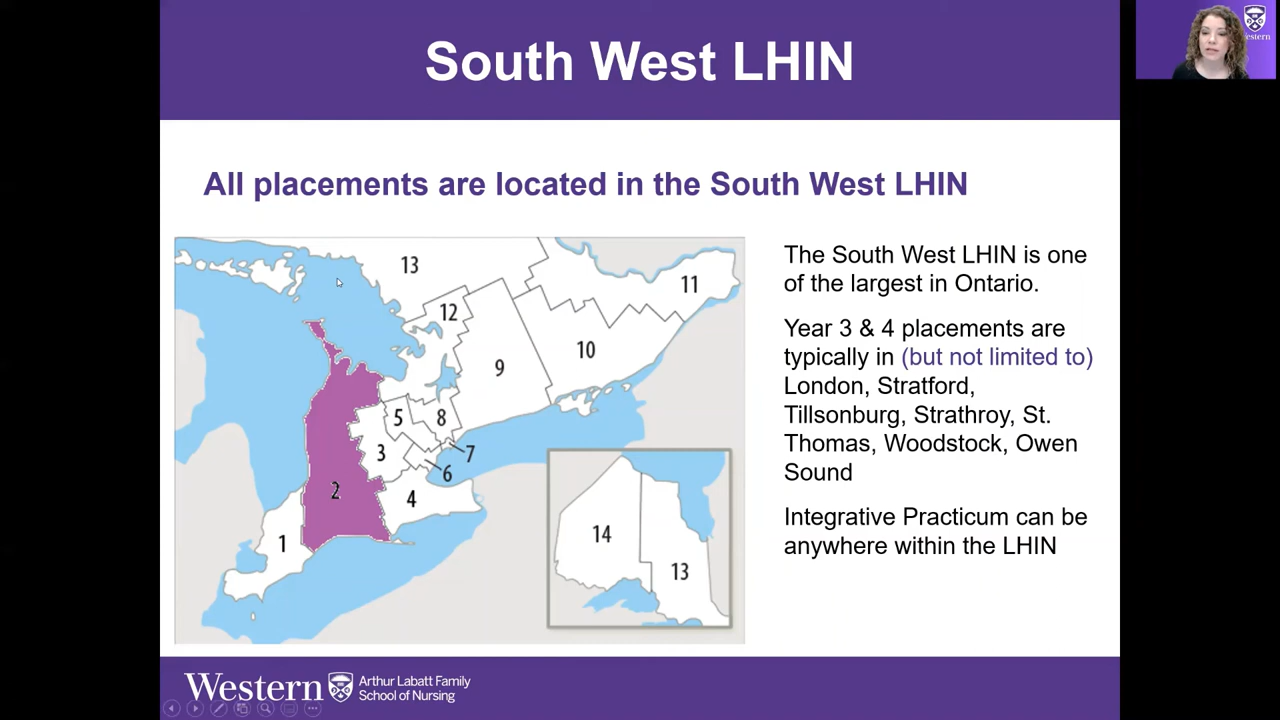 South West LHIN
estern
All placements are located in the South West LHIN
13
11
12
10
9
5
8
3
7
6
2
4
1
14
13
The South West LHIN is one
of the largest in Ontario.
Year 3 & 4 placements are
typically in (but not limited to)
London, Stratford,
Tillsonburg, Strathroy, St.
Thomas, Woodstock, Owen
Sound
Integrative Practicum can be
anywhere within the LHIN
Western
Arthur Labatt Family
School of Nursing